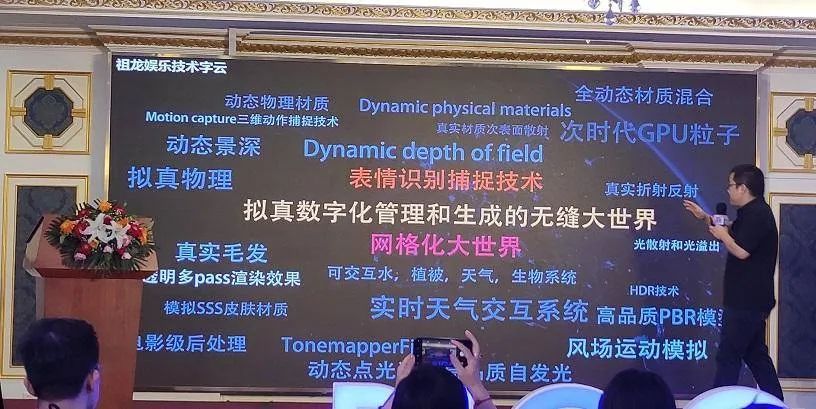 祖龙娱乐技术字云
动态物理材质
Dynamic physical materials
全动态材质混合
Motion capture三维动作捕捉技术
真实材质次表面散射
次时代GPU粒子
动态景深
Dynamic depth of field
拟真物理
表情识别捕捉技术
真实折射反射
拟真数字化管理和生成的无缝大世界
真实毛发
网格化大世界
光散射和光溢出
透明多pass渲染效果
可交互水，植被，天气，生物系统
HDR技术
模拟SSS皮肤材质
实时天气交互系统
高品质PBR模
电影级后处理
TonemapperFi
风场运动模拟
动态点光
品质自发光